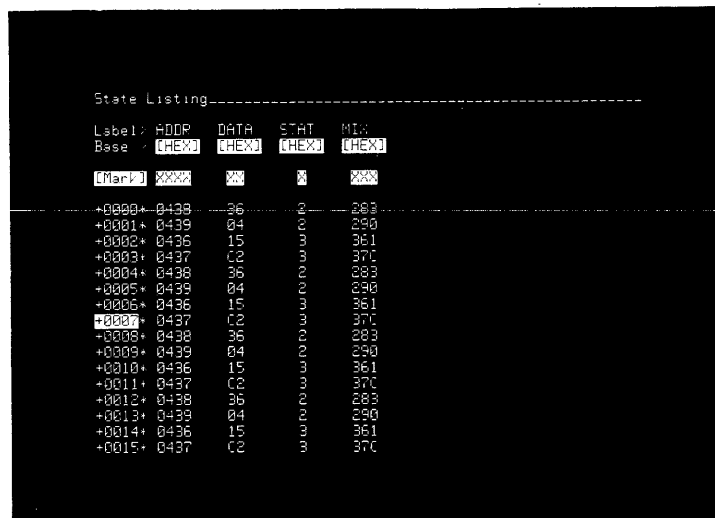 State Listing
Label> ADDR DATA STAT MIX
Base > [HEX] [HEX] [HEX] [HEX]
[Mark] XXXX XX X XXX
+0000* 0438 36 2 283
+0001* 0439 04 2 290
+0002* 0436 15 3 361
+0003* 0437 C2 3 37C
+0004* 0438 36 2 283
+0005* 0439 04 2 290
+0006* 0436 15 3 361
+0007* 0437 C2 3 37C
+0008* 0438 36 2 283
+0009* 0439 04 2 290
+0010* 0436 15 3 361
+0011* 0437 C2 3 37C
+0012* 0438 36 2 283
+0013* 0439 04 2 290
+0014* 0436 15 3 361
+0015* 0437 C2 3 37C